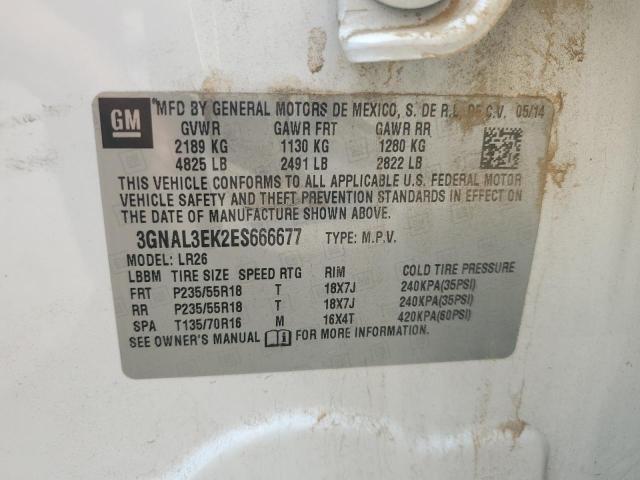 GM
MFD BY GENERAL MOTORS DE MEXICO, S. DE R.L. DE C.V. 05/14
GVWR GAWR FRT GAWR RR
2189 KG 1130 KG 1280 KG
4825 LB 2491 LB 2822 LB
THIS VEHICLE CONFORMS TO ALL APPLICABLE U.S. FEDERAL MOTOR
VEHICLE SAFETY AND THEFT PREVENTION STANDARDS IN EFFECT ON
THE DATE OF MANUFACTURE SHOWN ABOVE.
3GNAL3EK2ES666677 TYPE: M.P.V.
MODEL: LR26
LBBM TIRE SIZE SPEED RTG RIM COLD TIRE PRESSURE
FRT P235/55R18 T 18X7J 240KPA(35PSI)
RR P235/55R18 T 18X7J 240KPA(35PSI)
SPA T135/70R16 M 16X4T 420KPA(60PSI)
SEE OWNER'S MANUAL FOR MORE INFORMATION.